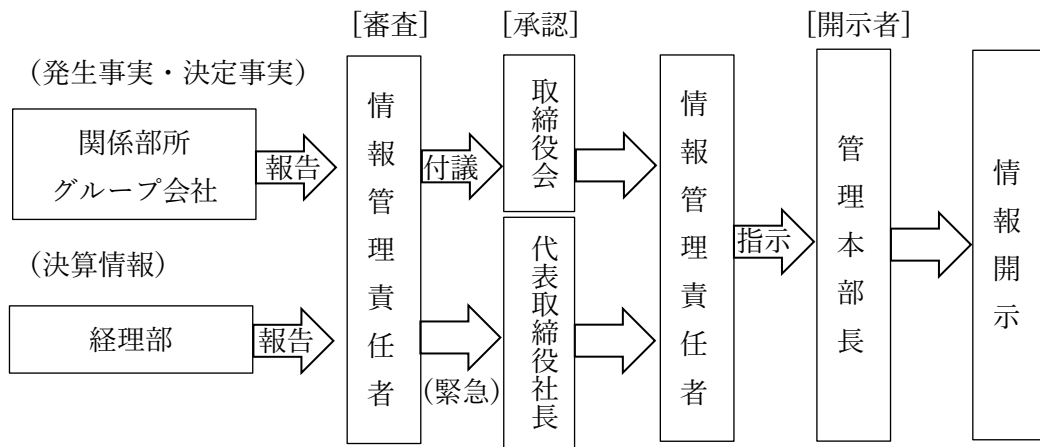 [審査]
[承認]
[開示者]
(発生事実・決定事実)
関係部所
グループ会社
報告
(決算情報)
経理部
報告
情報管理責任者
付議
(緊急)
取締役会
代表取締役社長
情報管理責任者
指示
管理本部長
情報開示